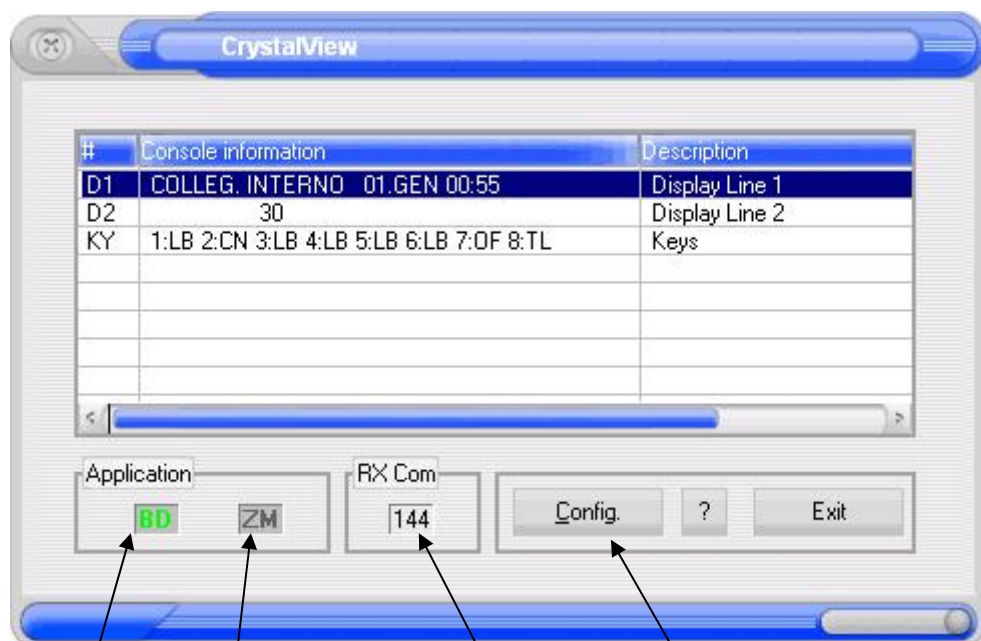 CrystalView
# Console information Description
D1 COLLEG. INTERNO 01.GEN 00:55 Display Line 1
D2 30 Display Line 2
KY 1:LB 2:CN 3:LB 4:LB 5:LB 6:LB 7:OF 8:TL Keys
Application RX Com
BD ZM 144 Config. ? Exit